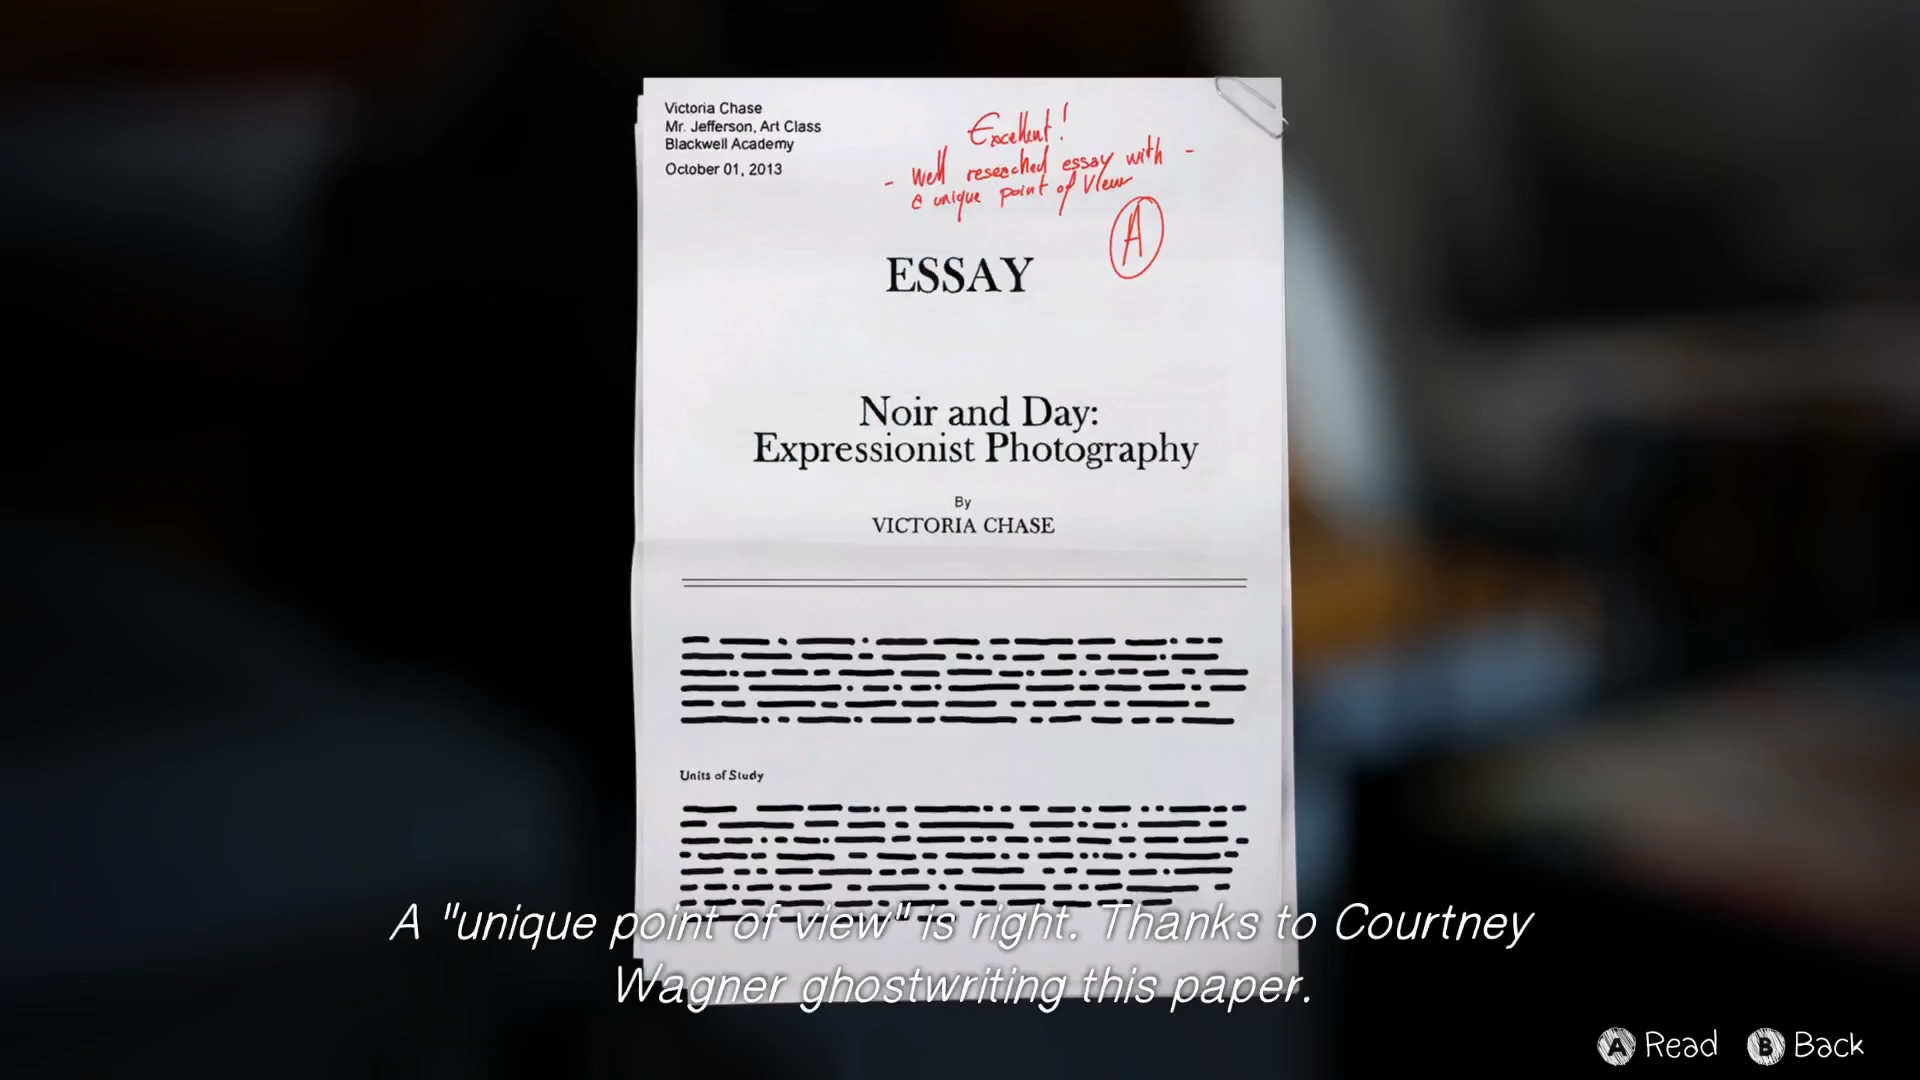 Victoria Chase
Mr. Jefferson, Art Class
Blackwell Academy
October 01, 2013
Excellent!
- Well reseached essay with -
a unique point of View
A
ESSAY
Noir and Day:
Expressionist Photography
By
VICTORIA CHASE
Units of Study
A "unique point of view" is right. Thanks to Courtney
Wagner ghostwriting this paper.
A Read B Back